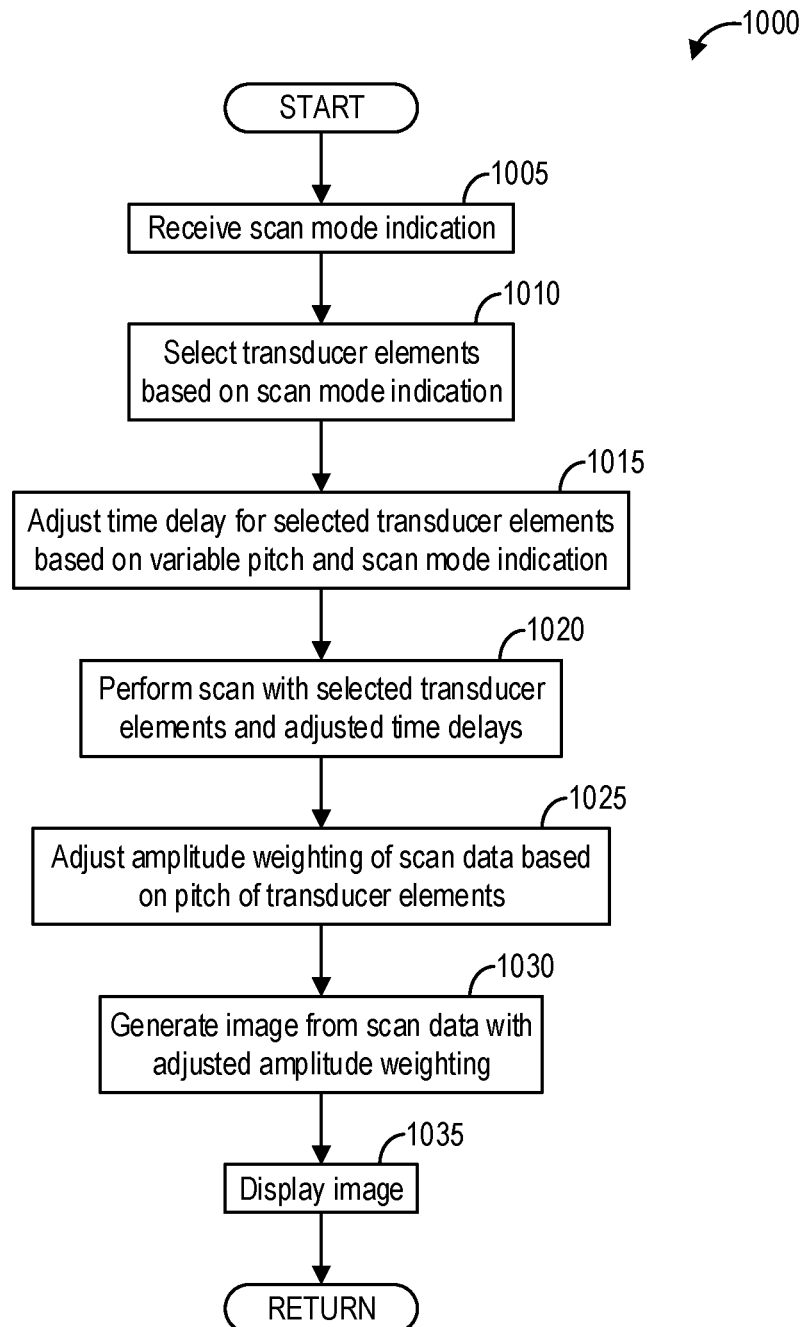 1000
START
1005
Receive scan mode indication
1010
Select transducer elements
based on scan mode indication
1015
Adjust time delay for selected transducer elements
based on variable pitch and scan mode indication
1020
Perform scan with selected transducer
elements and adjusted time delays
1025
Adjust amplitude weighting of scan data based
on pitch of transducer elements
1030
Generate image from scan data with
adjusted amplitude weighting
1035
Display image
RETURN